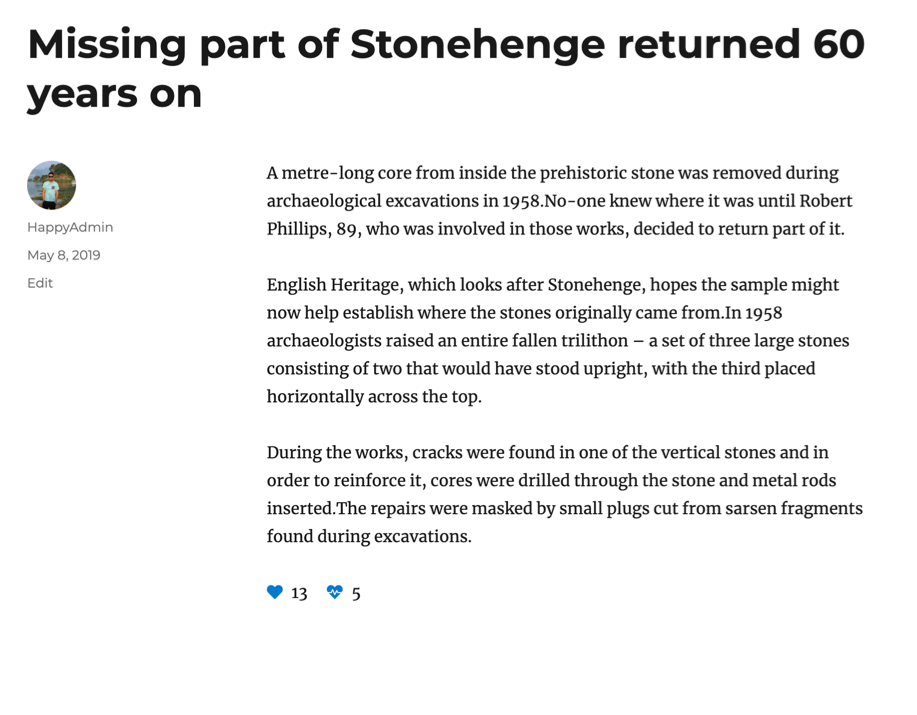 Missing part of Stonehenge returned 60
years on
HappyAdmin
May 8, 2019
Edit
A metre-long core from inside the prehistoric stone was removed during
archaeological excavations in 1958.No-one knew where it was until Robert
Phillips, 89, who was involved in those works, decided to return part of it.
English Heritage, which looks after Stonehenge, hopes the sample might
now help establish where the stones originally came from.In 1958
archaeologists raised an entire fallen trilithon – a set of three large stones
consisting of two that would have stood upright, with the third placed
horizontally across the top.
During the works, cracks were found in one of the vertical stones and in
order to reinforce it, cores were drilled through the stone and metal rods
inserted.The repairs were masked by small plugs cut from sarsen fragments
found during excavations.
13 5